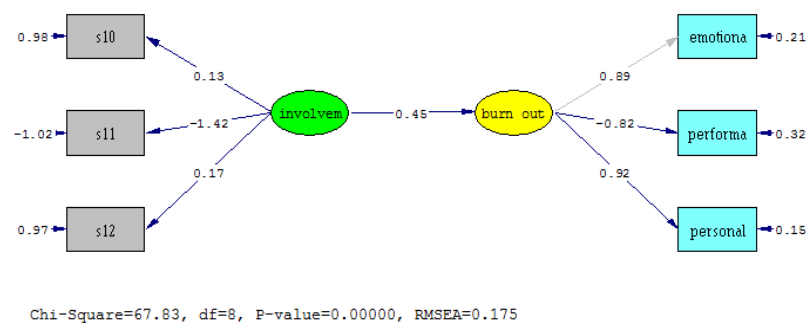 0.98 s10 emotiona 0.21
0.13 0.89
-1.02 s11 -1.42 involvem 0.45 burn out -0.82 performa 0.32
0.17 0.92
0.97 s12 personal 0.15
Chi-Square=67.83, df=8, P-value=0.00000, RMSEA=0.175